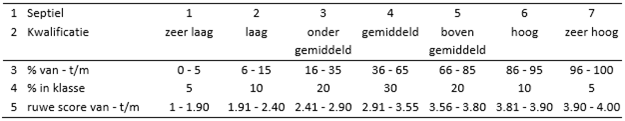 1 Septiel 1 2 3 4 5 6 7
2 Kwalificatie zeer laag laag onder gemiddeld boven hoog zeer hoog
gemiddeld gemiddeld
3 % van - t/m 0 - 5 6 - 15 16 - 35 36 - 65 66 - 85 86 - 95 96 - 100
4 % in klasse 5 10 20 30 20 10 5
5 ruwe score van - t/m 1 - 1.90 1.91 - 2.40 2.41 - 2.90 2.91 - 3.55 3.56 - 3.80 3.81 - 3.90 3.90 - 4.00